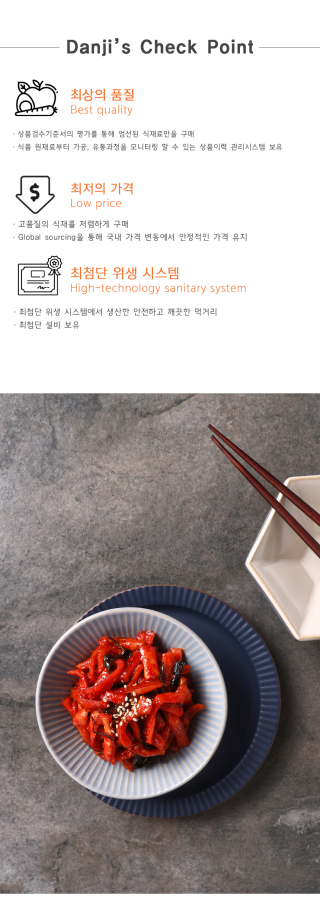 Danji's Check Point
최상의 품질
Best quality
· 상품검수기준서의 평가를 통해 엄선된 식재료만을 구매
· 식품 원재료부터 가공, 유통과정을 모니터링 할 수 있는 상품이력 관리시스템 보유
$
최저의 가격
Low price
· 고품질의 식재를 저렴하게 구매
· Global sourcing을 통해 국내 가격 변동에서 안정적인 가격 유지
최첨단 위생 시스템
High-technology sanitary system
· 최첨단 위생 시스템에서 생산한 안전하고 깨끗한 먹거리
· 최첨단 설비 보유